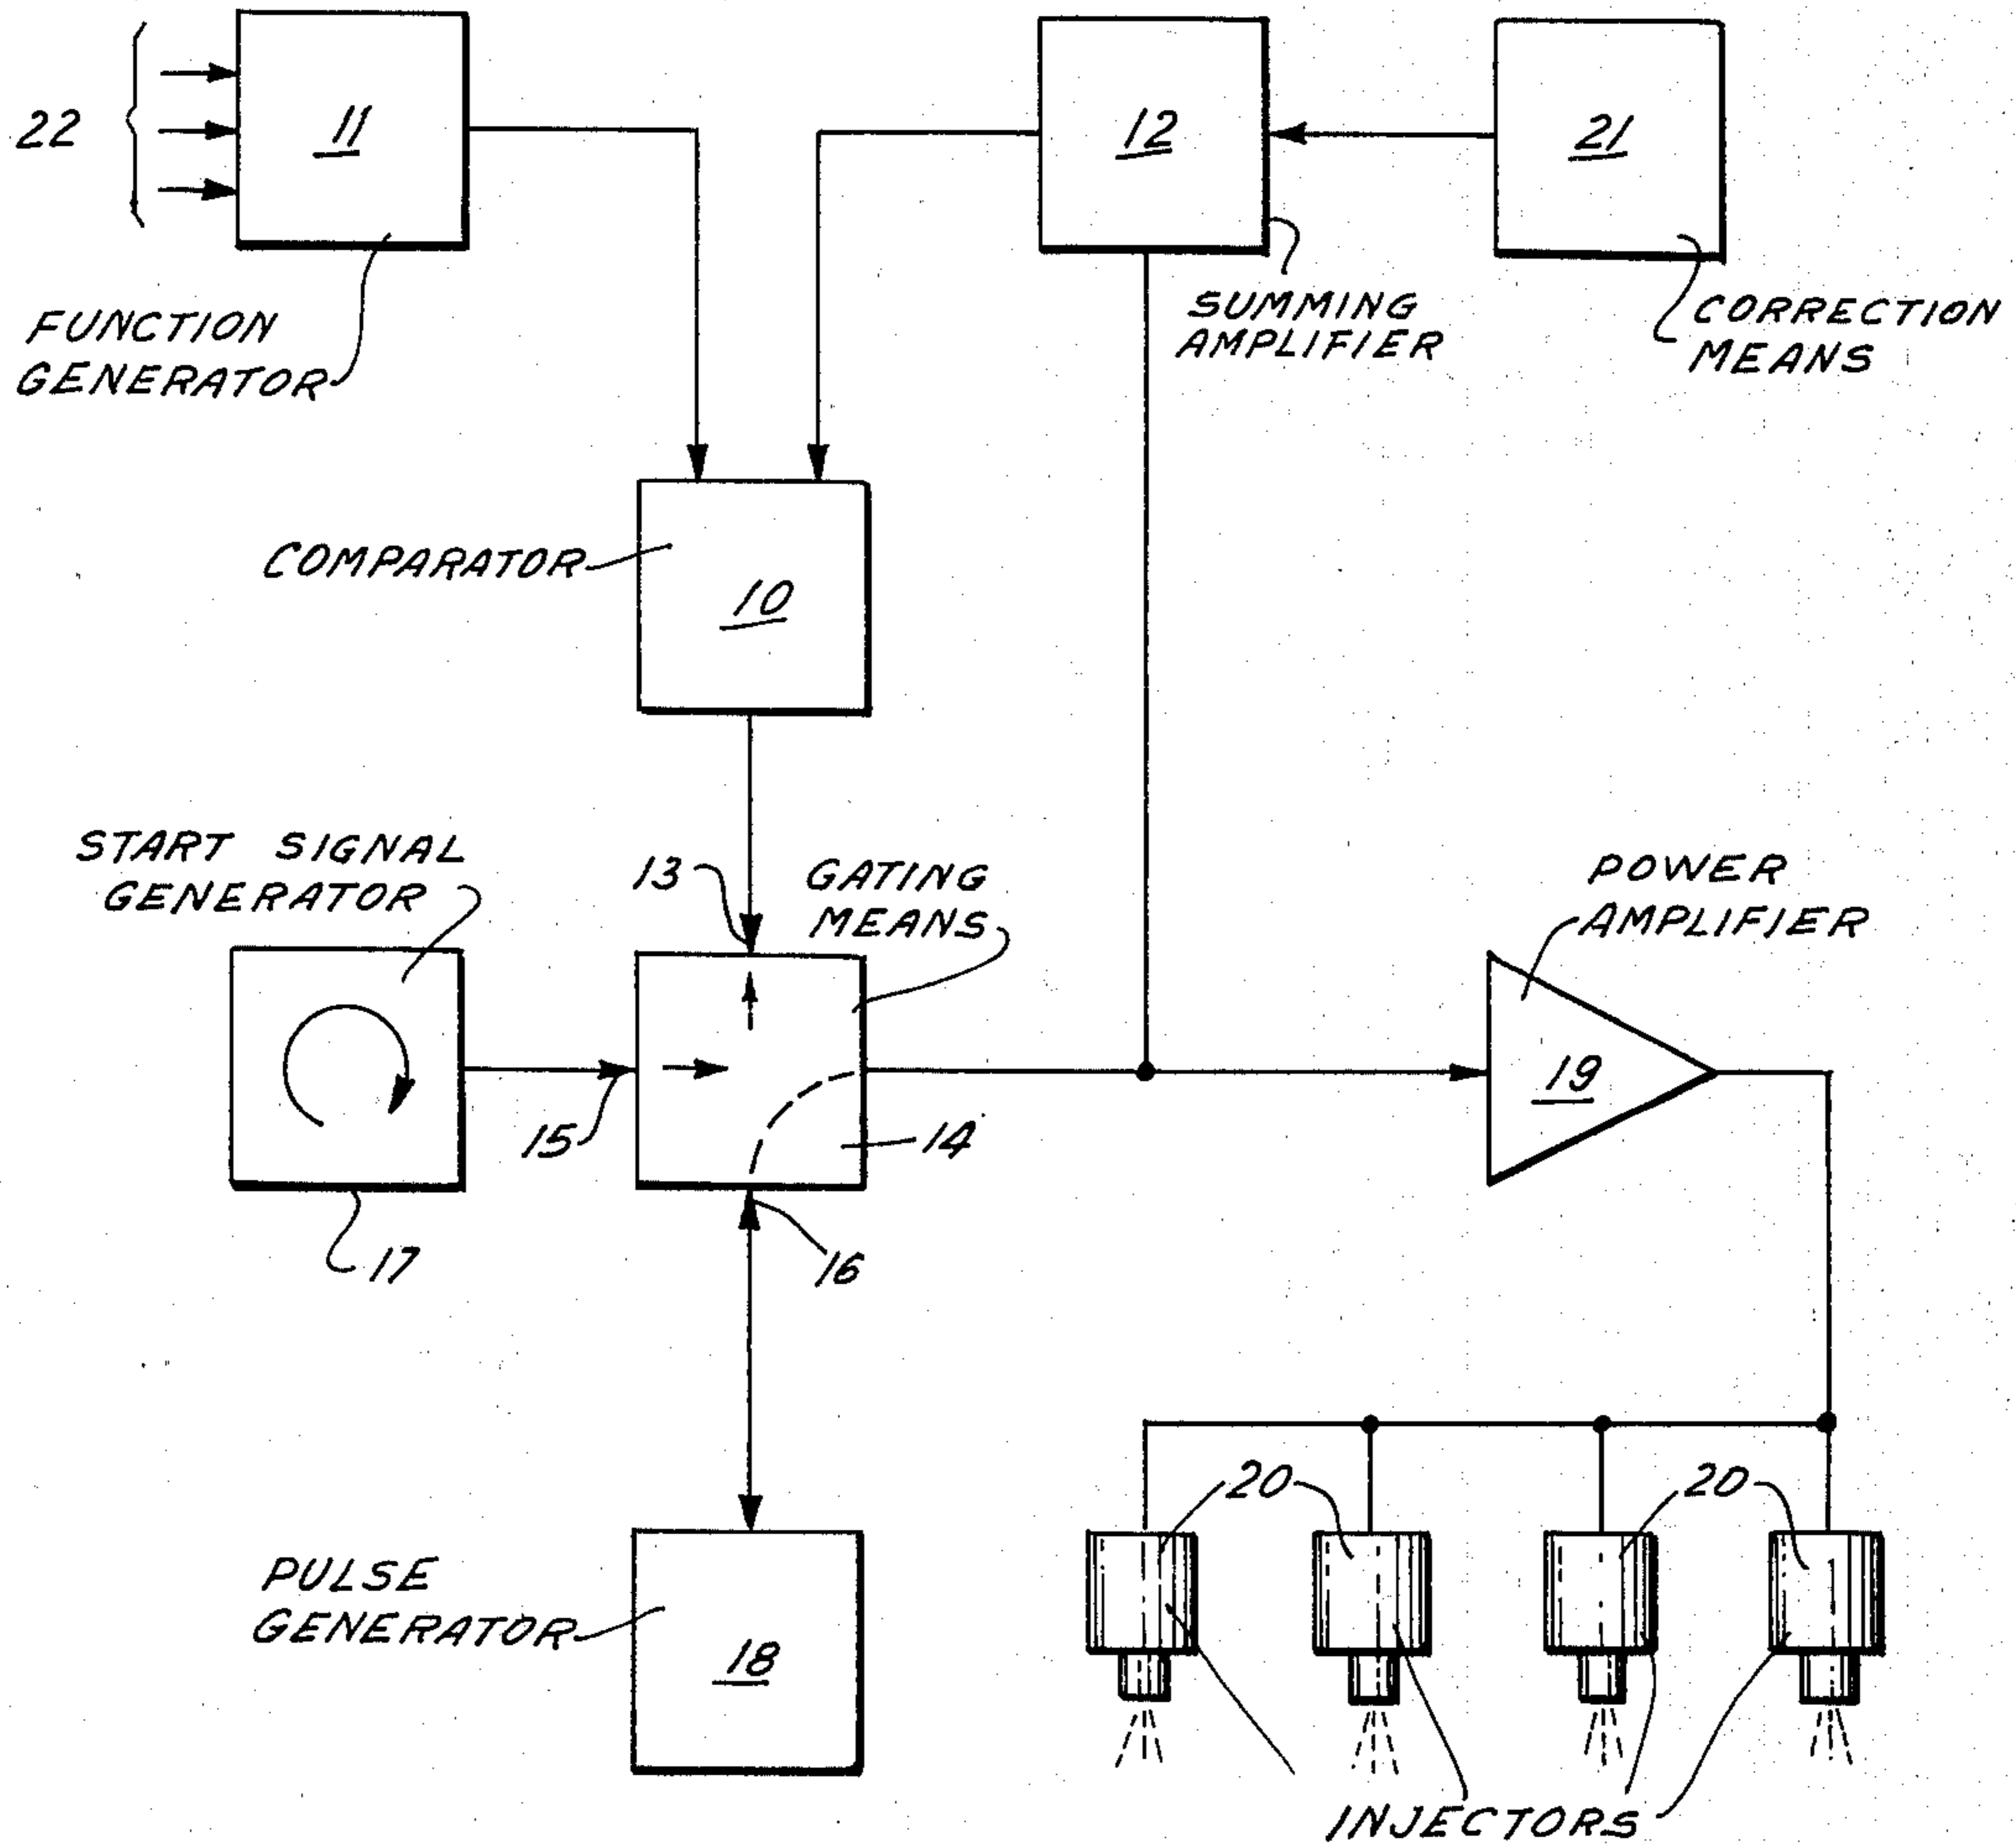 22
11
12
21
FUNCTION
GENERATOR
SUMMING
AMPLIFIER
CORRECTION
MEANS
COMPARATOR
10
START SIGNAL
GENERATOR
13
GATING
MEANS
POWER
AMPLIFIER
15
14
19
17
16
20
20
PULSE
GENERATOR
18
INJECTORS